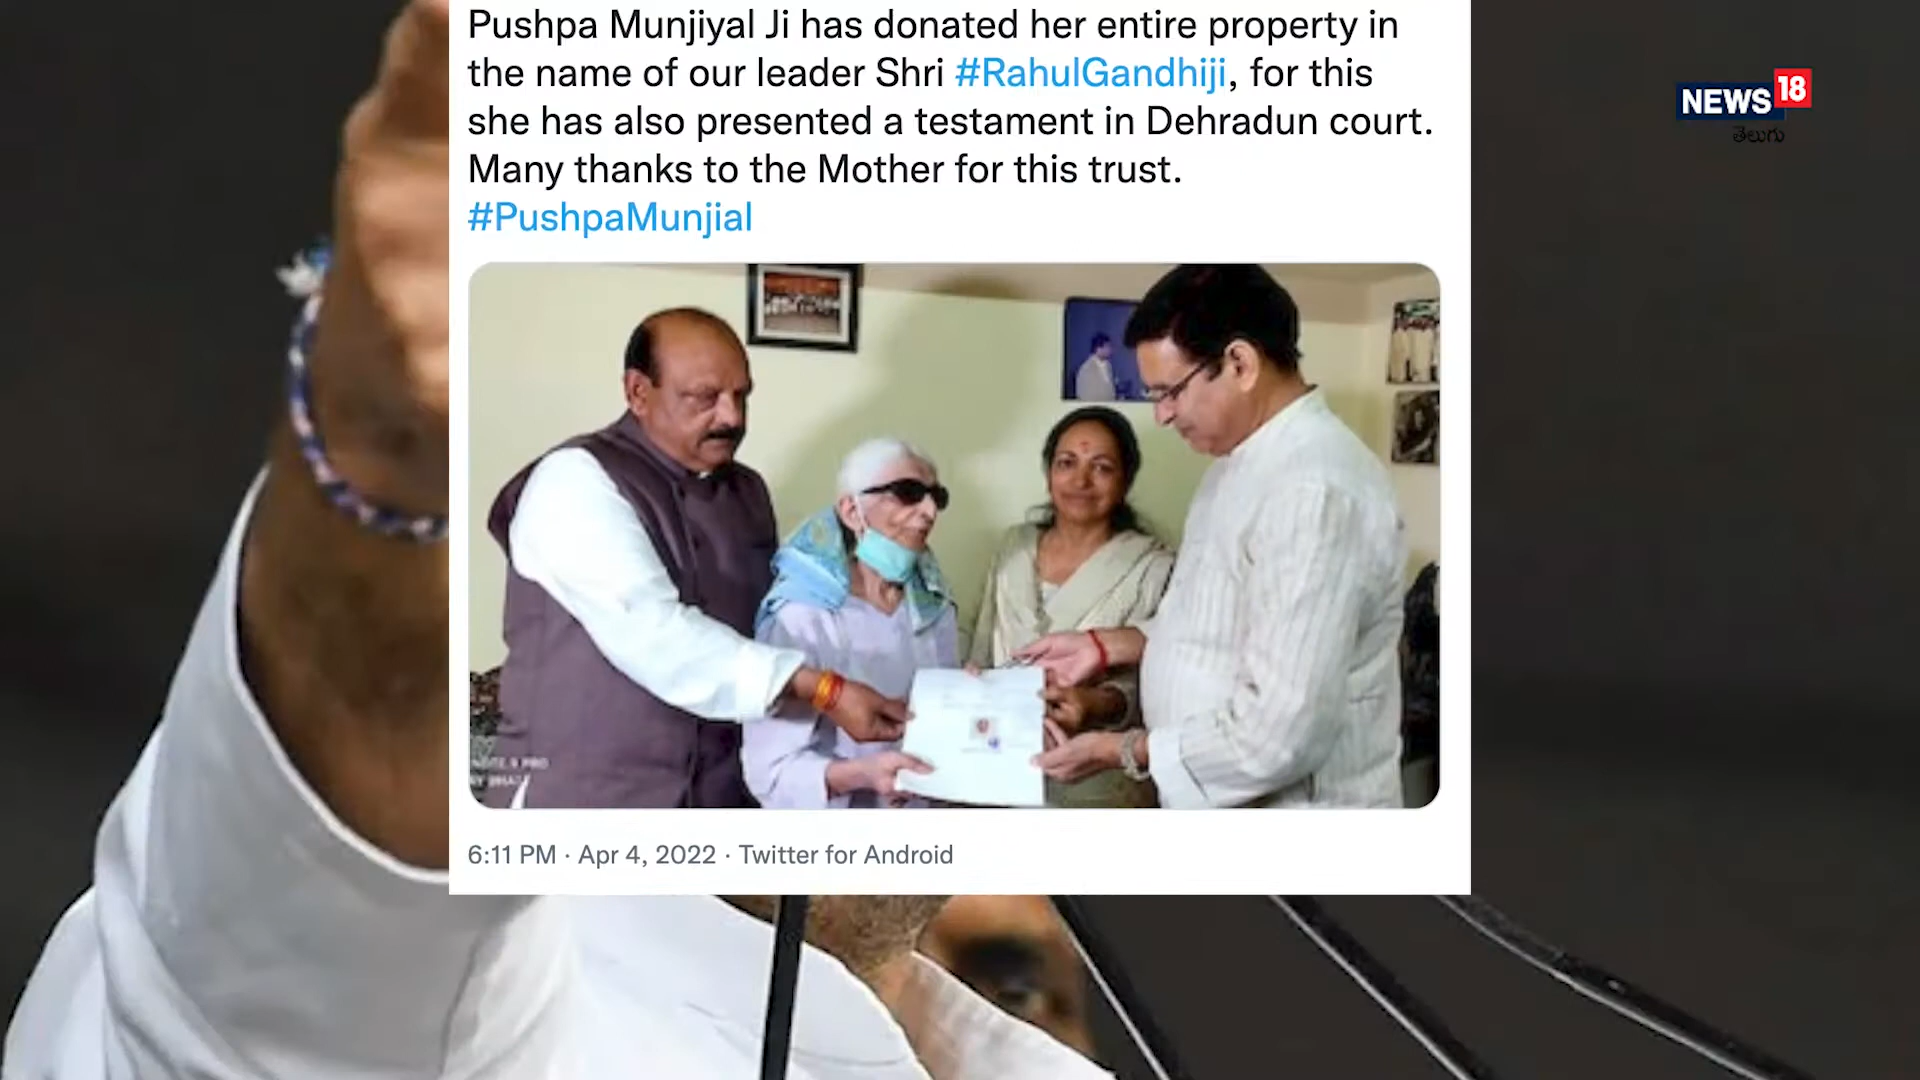 Pushpa Munjiyal Ji has donated her entire property in
the name of our leader Shri #RahulGandhiji, for this
she has also presented a testament in Dehradun court.
Many thanks to the Mother for this trust.
#PushpaMunjial
NEWS 18
తెలుగు
6:11 PM · Apr 4, 2022 · Twitter for Android